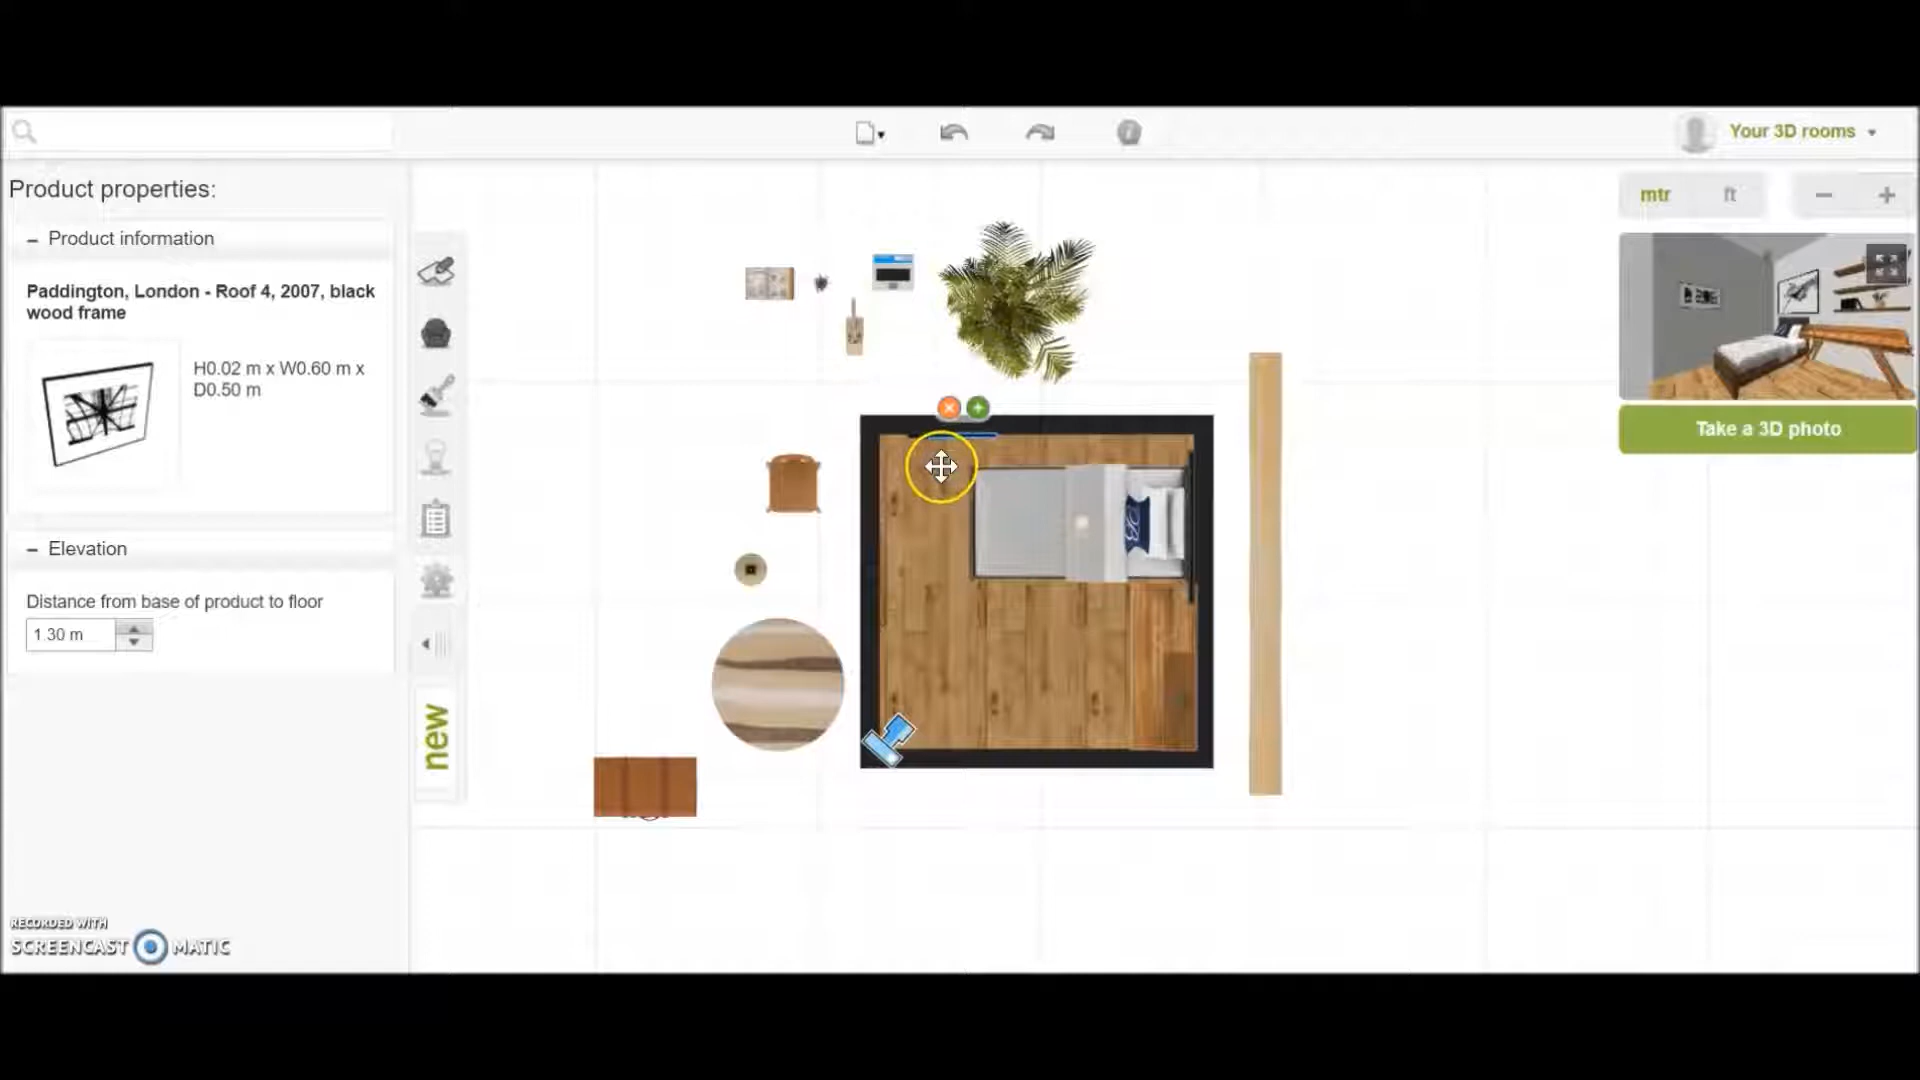 Your 3D rooms
Product properties:
mtr
ft
– Product information
Paddington, London - Roof 4, 2007, black
wood frame
H0.02 m x W0.60 m x
D0.50 m
Take a 3D photo
– Elevation
Distance from base of product to floor
1.30 m
new
RECORDED WITH
SCREENCAST MATIC